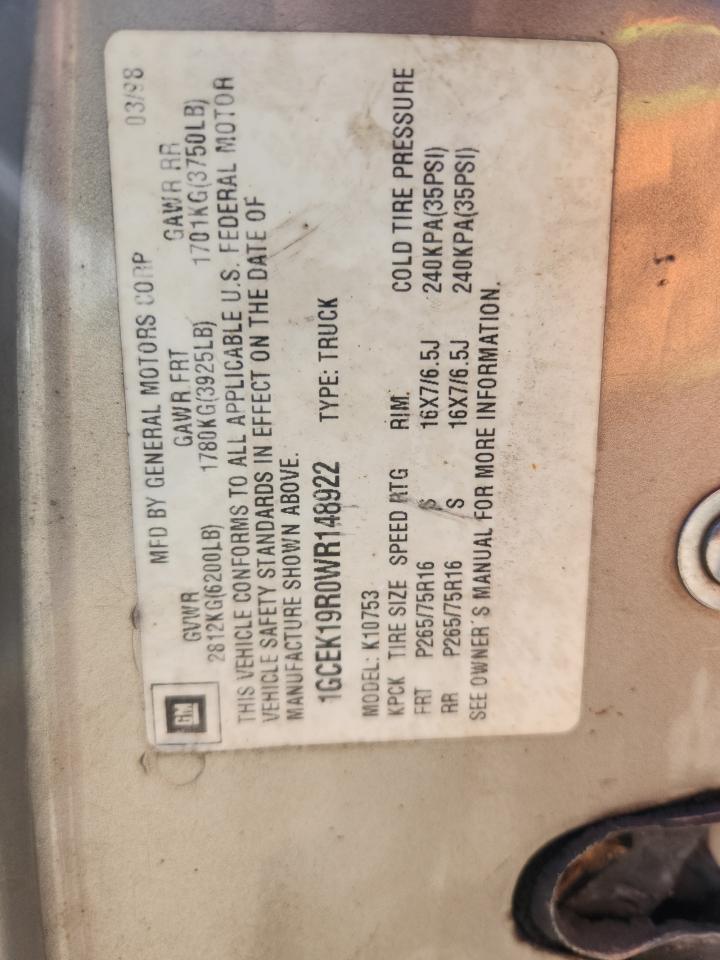 GM
MFD BY GENERAL MOTORS CORP 03/98
GVWR GAWR FRT GAWR RR
2812KG(6200LB) 1780KG(3925LB) 1701KG(3750LB)
THIS VEHICLE CONFORMS TO ALL APPLICABLE U.S. FEDERAL MOTOR
VEHICLE SAFETY STANDARDS IN EFFECT ON THE DATE OF
MANUFACTURE SHOWN ABOVE.
1GCEK19R0WR148922 TYPE: TRUCK
MODEL: K10753
KPCK TIRE SIZE SPEED RTG RIM. COLD TIRE PRESSURE
FRT P265/75R16 S 16X7/6.5J 240KPA(35PSI)
RR P265/75R16 S 16X7/6.5J 240KPA(35PSI)
SEE OWNER'S MANUAL FOR MORE INFORMATION.